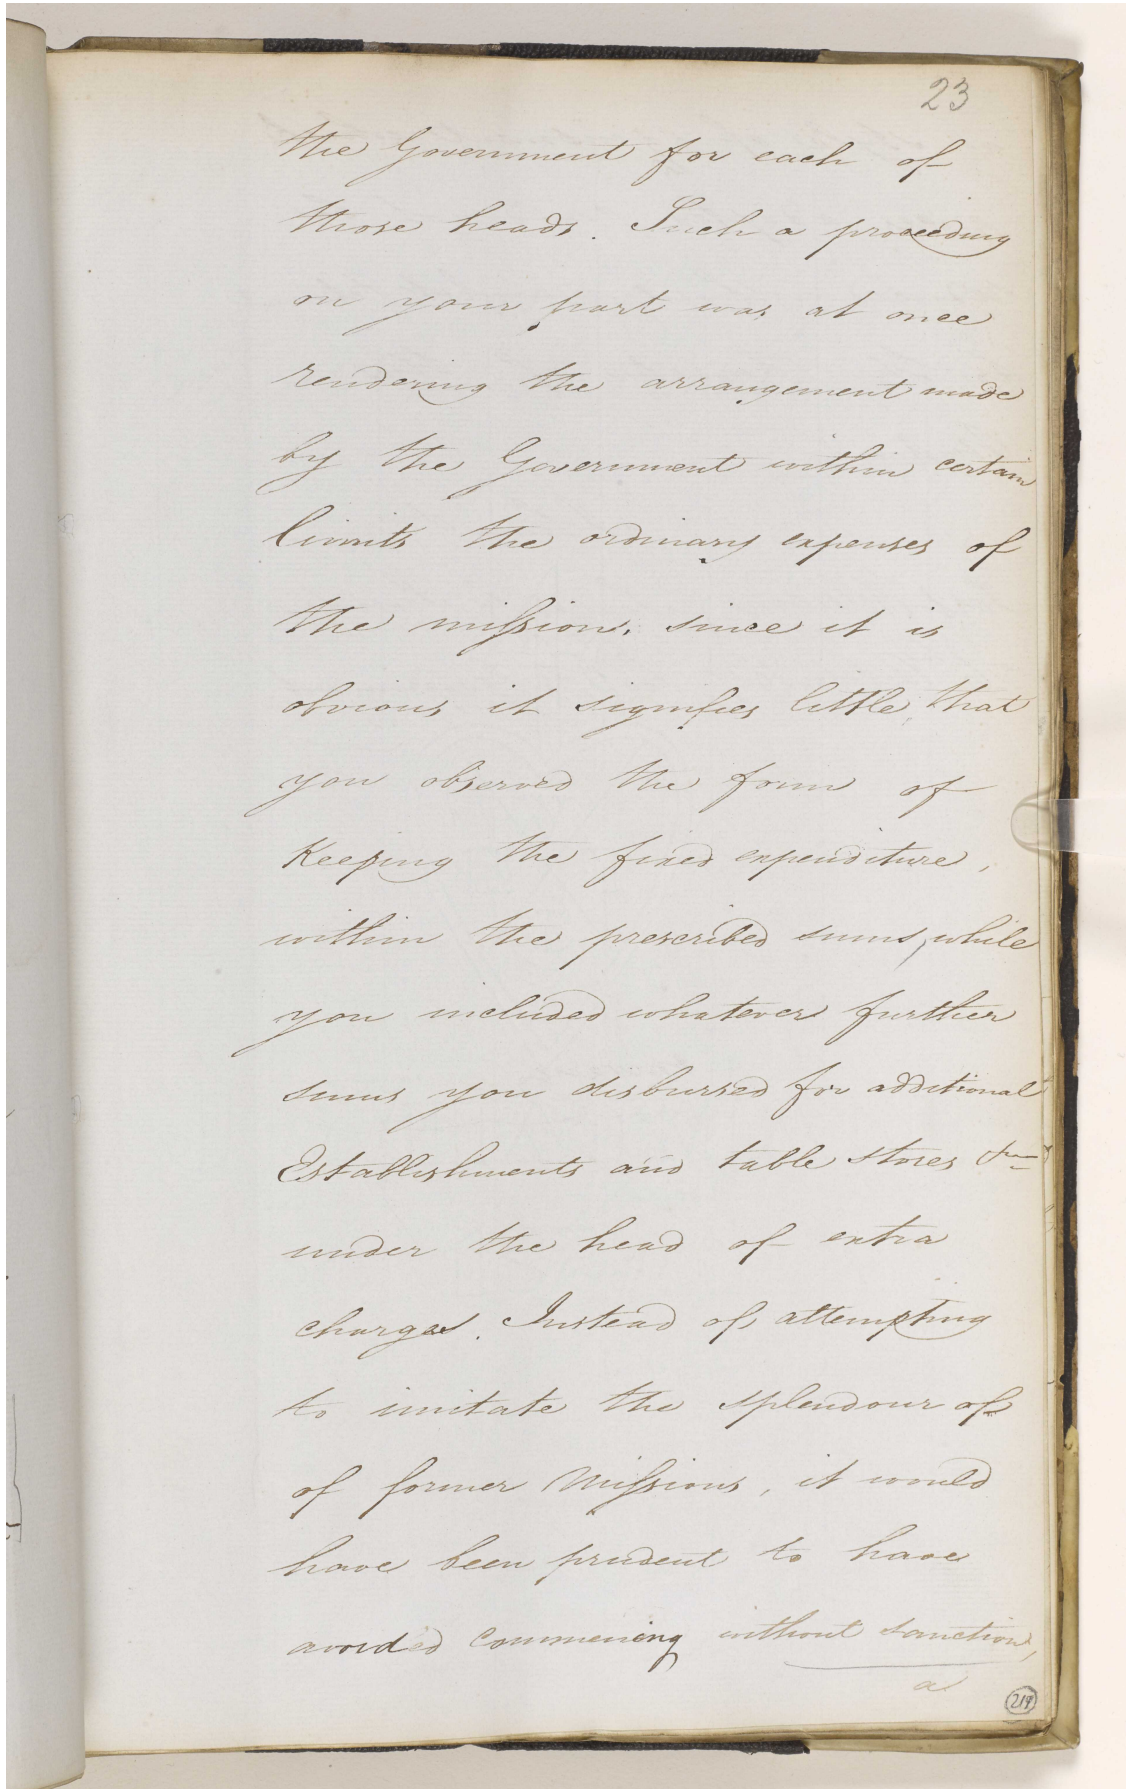 23
the Government for each of
those heads. Such a proceeding
on your part was at once
rendering the arrangement made
by the Government within certain
limits the ordinary expenses of
the mission, since it is
obvious it signifies little, that
you observed the form of
Keeping the fixed expenditure,
within the prescribed sums, while
you included whatever further
sums you disbursed for additional
Establishments and table stores &ca
under the head of extra
charges. Instead of attempting
to imitate the splendour of
of former Missions, it would
have been prudent to have
avoided commencing without sanction,
a